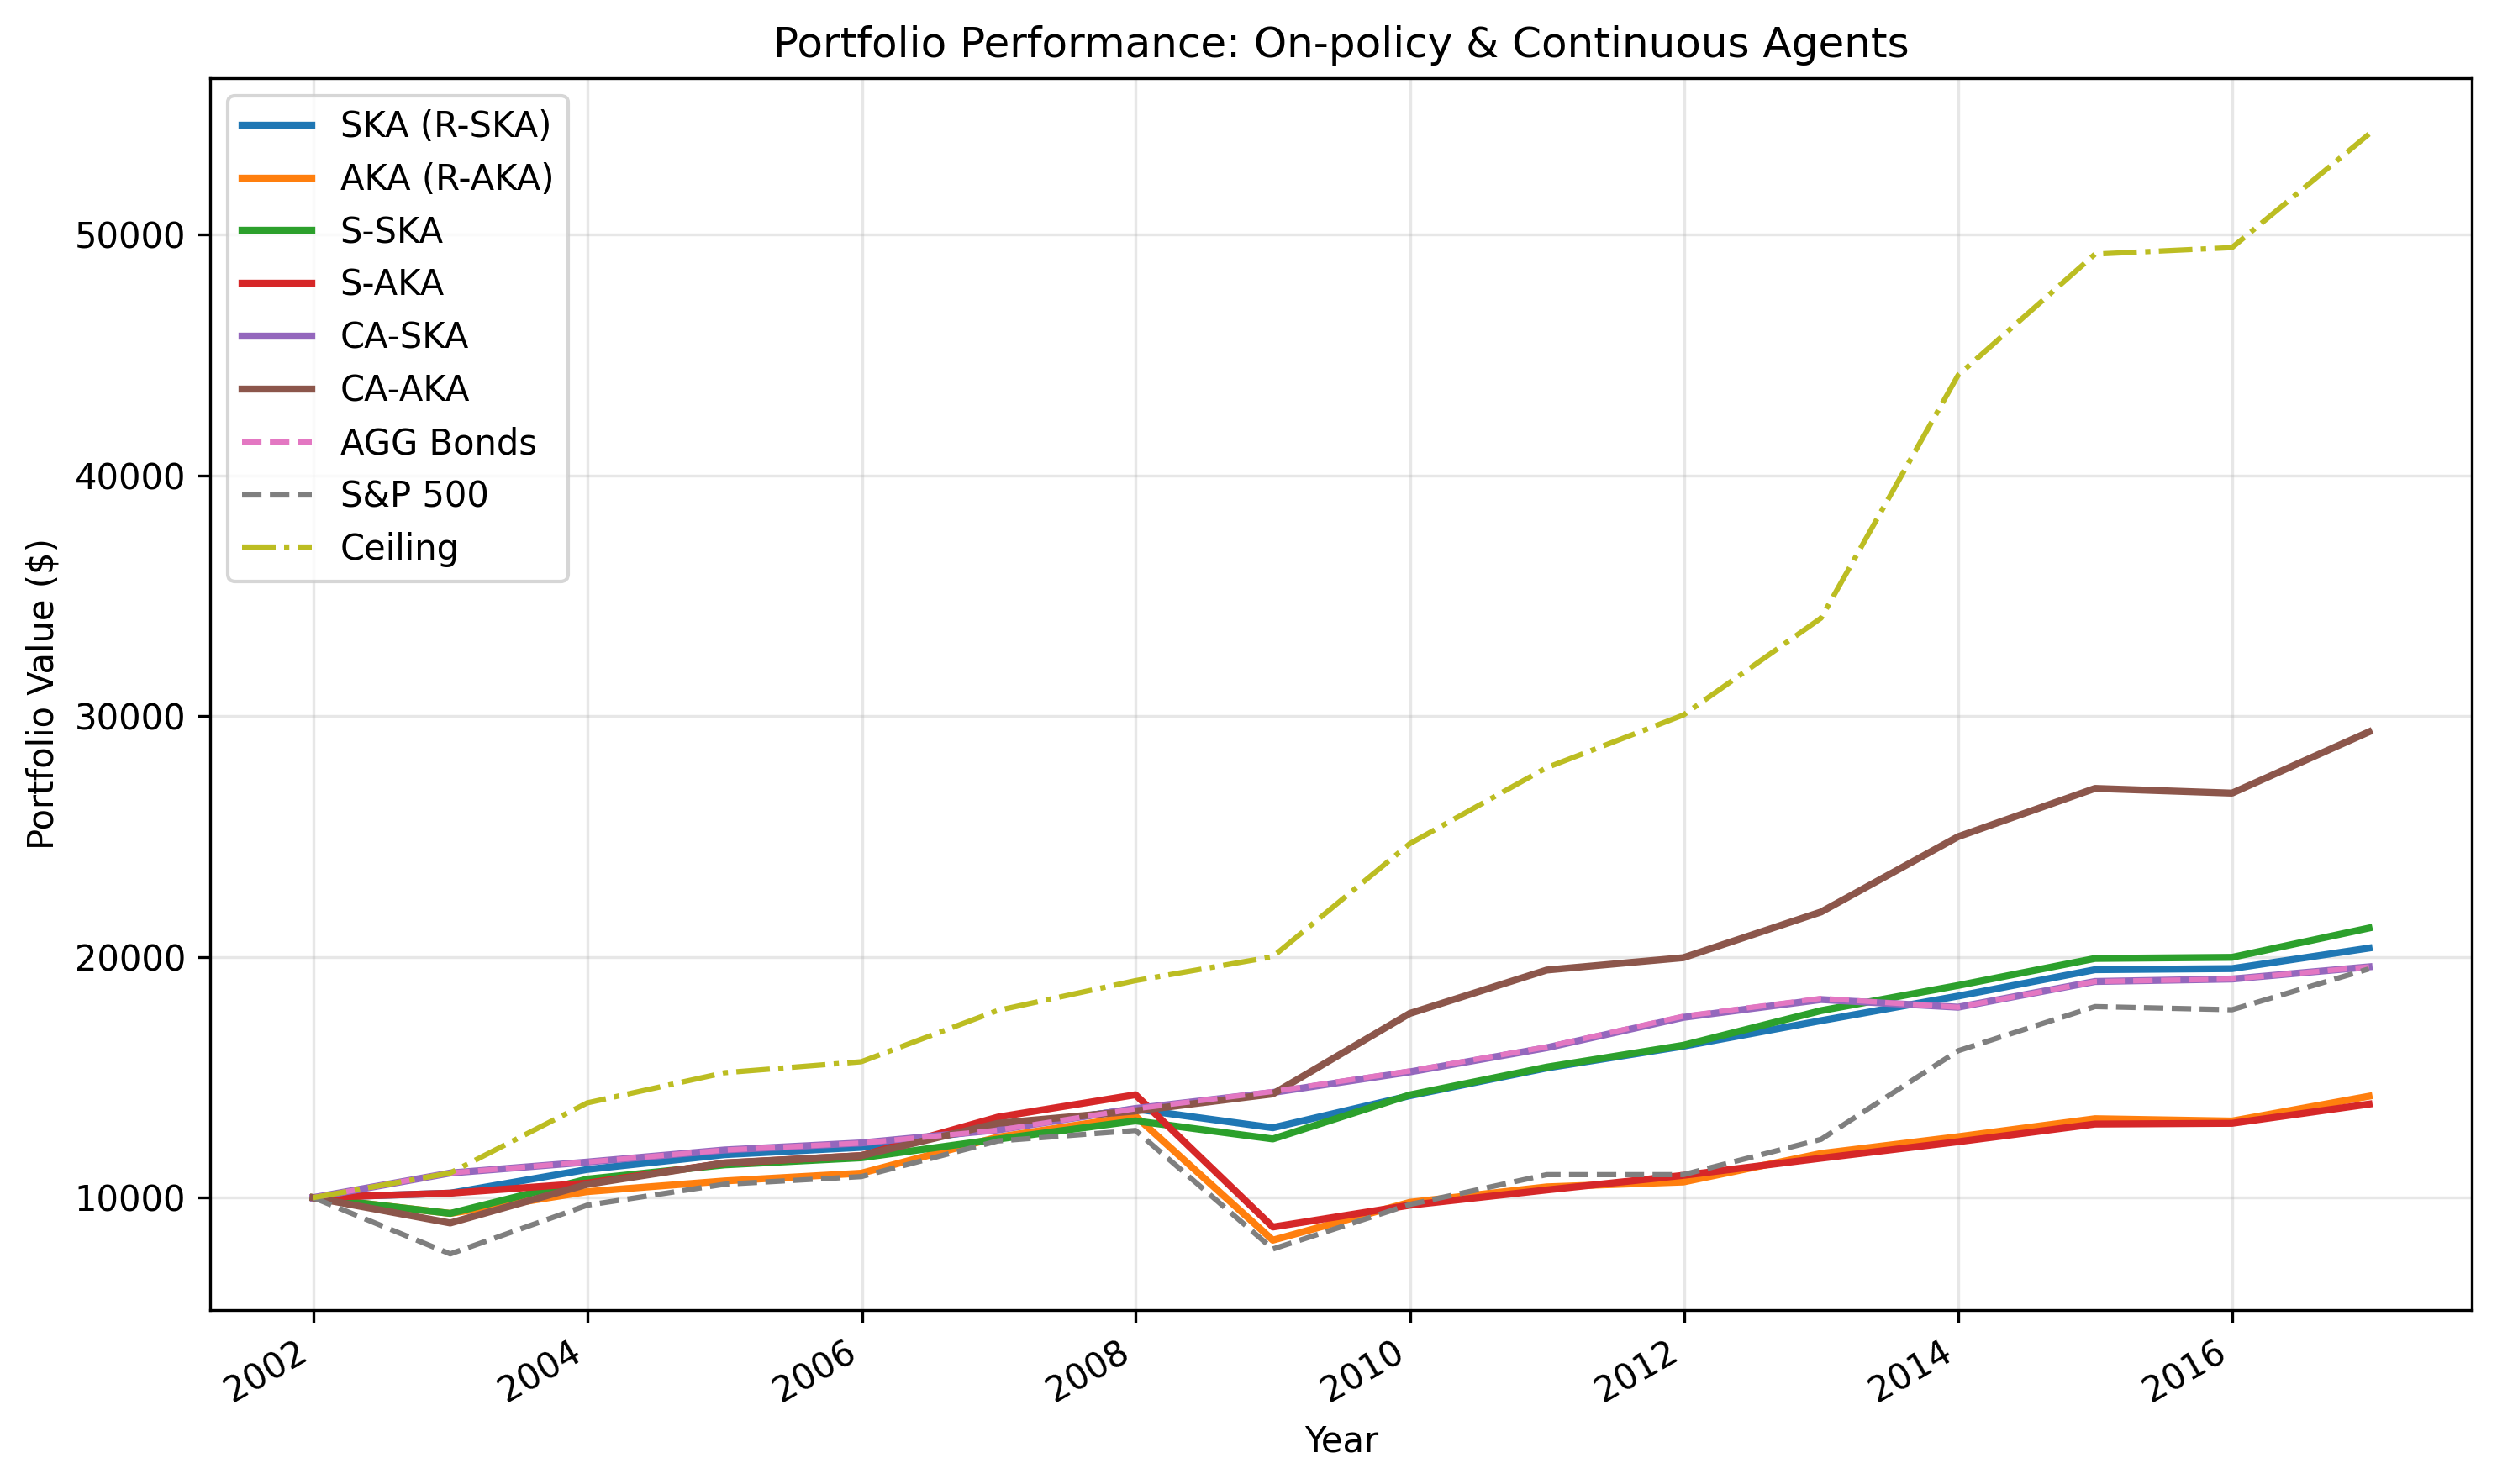 Portfolio Performance: On-policy & Continuous Agents
SKA (R-SKA)
AKA (R-AKA)
S-SKA
S-AKA
CA-SKA
CA-AKA
AGG Bonds
S&P 500
Ceiling
Portfolio Value ($)
50000
40000
30000
20000
10000
2002
2004
2006
2008
2010
2012
2014
2016
Year